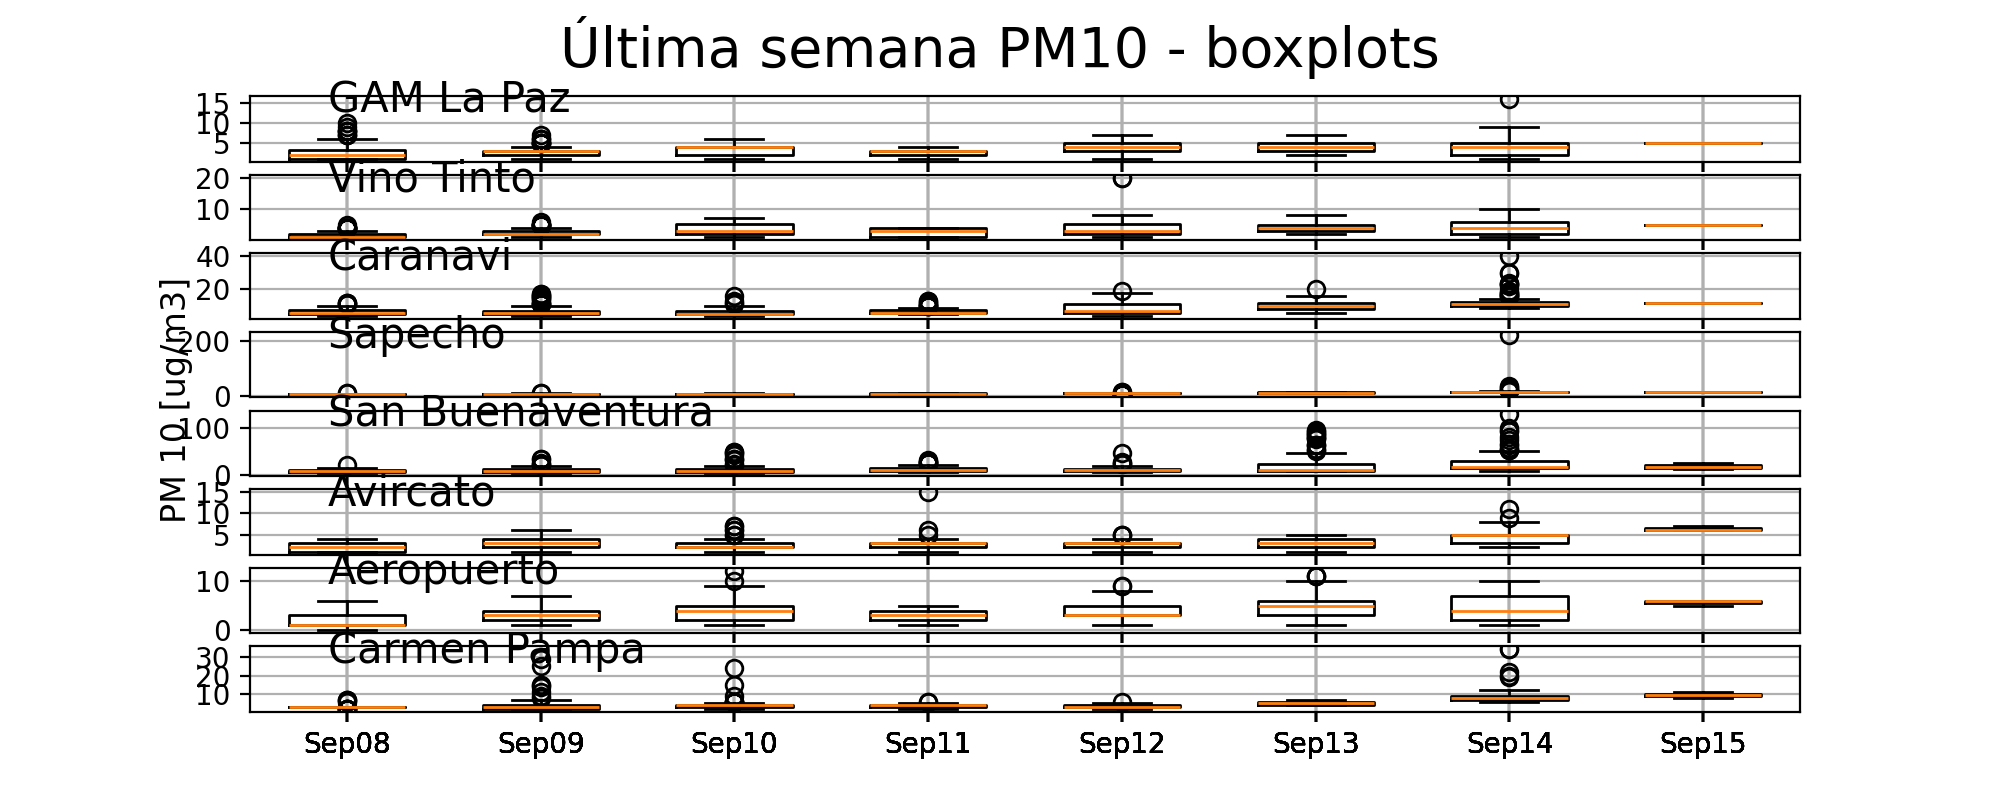 Última semana PM10 - boxplots
PM 10 [ug/m3]
GAM La Paz
15
10
5
Vino Tinto
20
10
Caranavi
40
20
Sapecho
200
0
San Buenaventura
100
0
Avircato
15
10
5
Aeropuerto
10
0
Carmen Pampa
30
20
10
Sep08 Sep09 Sep10 Sep11 Sep12 Sep13 Sep14 Sep15